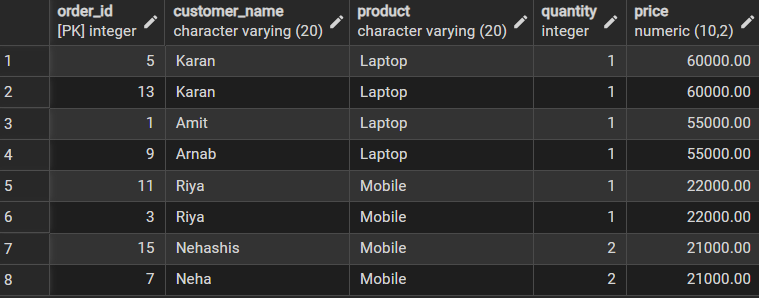 order_id customer_name product quantity price
[PK] integer character varying (20) character varying (20) integer numeric (10,2)
1 5 Karan Laptop 1 60000.00
2 13 Karan Laptop 1 60000.00
3 1 Amit Laptop 1 55000.00
4 9 Arnab Laptop 1 55000.00
5 11 Riya Mobile 1 22000.00
6 3 Riya Mobile 1 22000.00
7 15 Nehashis Mobile 2 21000.00
8 7 Neha Mobile 2 21000.00